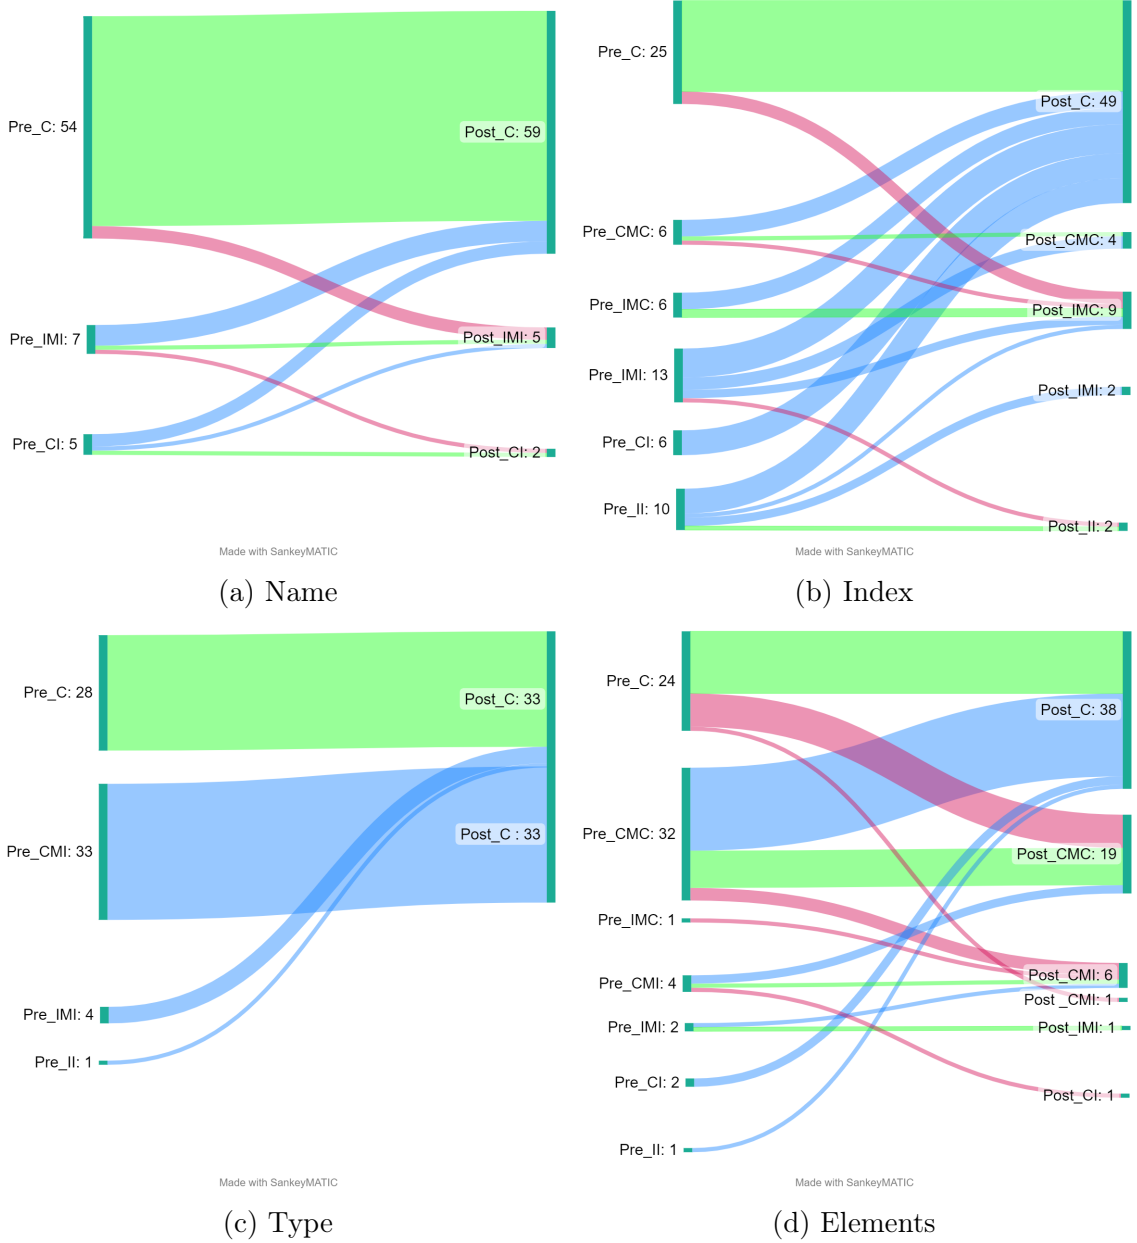 Pre_C: 54
Post_C: 59
Pre_IMI: 7
Post_IMI: 5
Pre_CI: 5
Post_CI: 2
Made with SankeyMATIC
(a) Name
Pre_C: 25
Post_C: 49
Pre_CMC: 6
Post_CMC: 4
Pre_IMC: 6
Post_IMC: 9
Pre_IMI: 13
Post_IMI: 2
Pre_CI: 6
Pre_II: 10
Post_II: 2
Made with SankeyMATIC
(b) Index
Pre_C: 28
Post_C: 33
Pre_CMI: 33
Post_C : 33
Pre_IMI: 4
Pre_II: 1
Made with SankeyMATIC
(c) Type
Pre_C: 24
Post_C: 38
Pre_CMC: 32
Post_CMC: 19
Pre_IMC: 1
Pre_CMI: 4
Post_CMI: 6
Post _CMI: 1
Pre_IMI: 2
Post_IMI: 1
Pre_CI: 2
Post_CI: 1
Pre_II: 1
Made with SankeyMATIC
(d) Elements